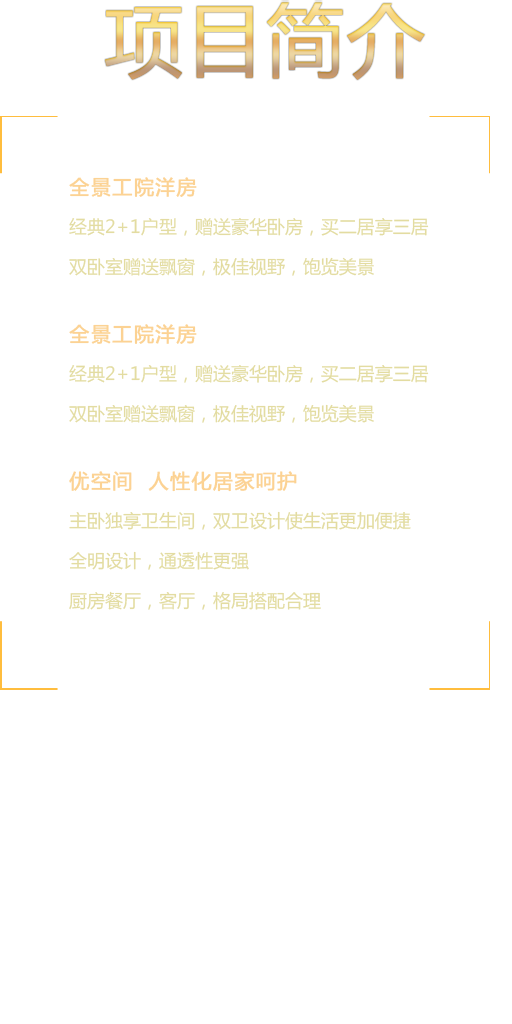 项目简介
全景工院洋房
经典2+1户型，赠送豪华卧房，买二居享三居
双卧室赠送飘窗，极佳视野，饱览美景
全景工院洋房
经典2+1户型，赠送豪华卧房，买二居享三居
双卧室赠送飘窗，极佳视野，饱览美景
优空间 人性化居家呵护
主卧独享卫生间，双卫设计使生活更加便捷
全明设计，通透性更强
厨房餐厅，客厅，格局搭配合理